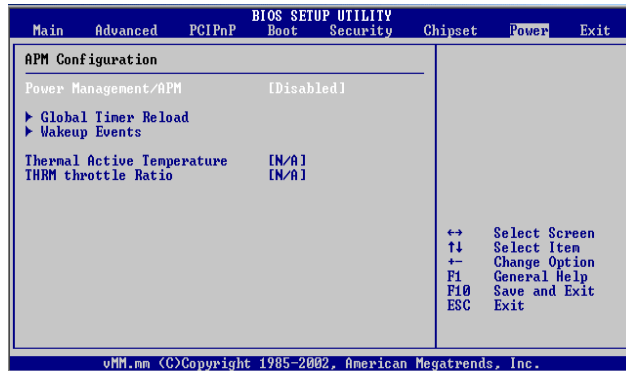 BIOS SETUP UTILITY
Main Advanced PCIPnP Boot Security Chipset Power Exit
APM Configuration
Power Management/APM [Disabled]
▶ Global Timer Reload
▶ Wakeup Events
Thermal Active Temperature [N/A]
THRM throttle Ratio [N/A]
↔ Select Screen
↑↓ Select Item
+- Change Option
F1 General Help
F10 Save and Exit
ESC Exit
vMM.mm (C)Copyright 1985-2002, American Megatrends, Inc.